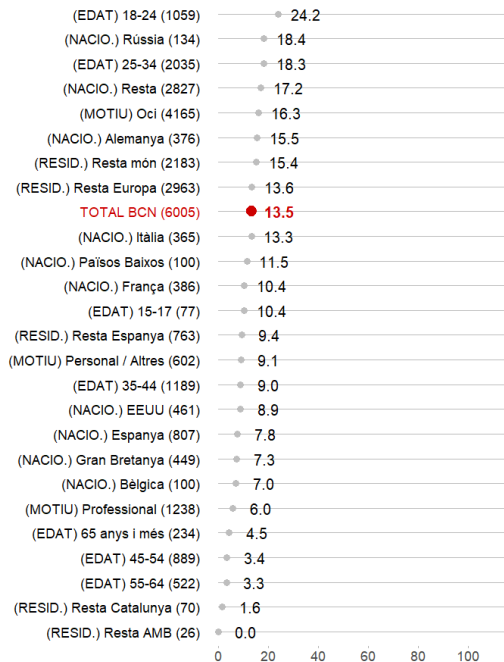 (EDAT) 18-24 (1059) 24.2
(NACIO.) Rússia (134) 18.4
(EDAT) 25-34 (2035) 18.3
(NACIO.) Resta (2827) 17.2
(MOTIU) Oci (4165) 16.3
(NACIO.) Alemanya (376) 15.5
(RESID.) Resta món (2183) 15.4
(RESID.) Resta Europa (2963) 13.6
TOTAL BCN (6005) 13.5
(NACIO.) Itàlia (365) 13.3
(NACIO.) Països Baixos (100) 11.5
(NACIO.) França (386) 10.4
(EDAT) 15-17 (77) 10.4
(RESID.) Resta Espanya (763) 9.4
(MOTIU) Personal / Altres (602) 9.1
(EDAT) 35-44 (1189) 9.0
(NACIO.) EEUU (461) 8.9
(NACIO.) Espanya (807) 7.8
(NACIO.) Gran Bretanya (449) 7.3
(NACIO.) Bèlgica (100) 7.0
(MOTIU) Professional (1238) 6.0
(EDAT) 65 anys i més (234) 4.5
(EDAT) 45-54 (889) 3.4
(EDAT) 55-64 (522) 3.3
(RESID.) Resta Catalunya (70) 1.6
(RESID.) Resta AMB (26) 0.0
0 20 40 60 80 100